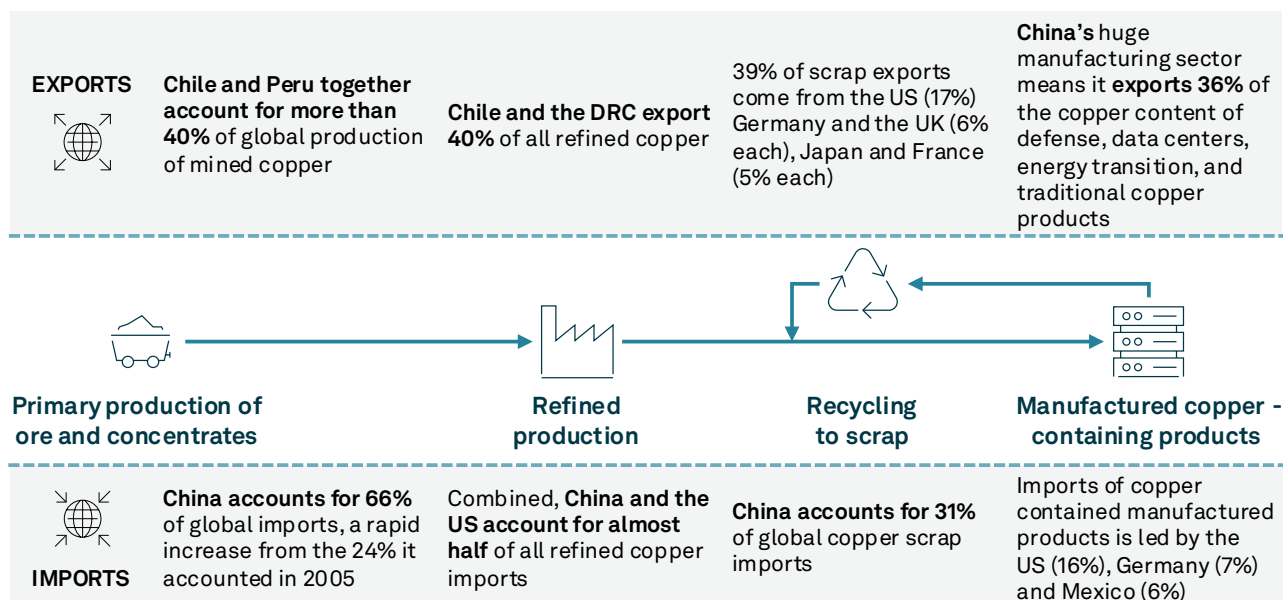 EXPORTS
Chile and Peru together
account for more than
40% of global production
of mined copper
Chile and the DRC export
40% of all refined copper
39% of scrap exports
come from the US (17%)
Germany and the UK (6%
each), Japan and France
(5% each)
China's huge
manufacturing sector
means it exports 36% of
the copper content of
defense, data centers,
energy transition, and
traditional copper
products
Primary production of
ore and concentrates
Refined
production
Recycling
to scrap
Manufactured copper -
containing products
IMPORTS
China accounts for 66%
of global imports, a rapid
increase from the 24% it
accounted in 2005
Combined, China and the
US account for almost
half of all refined copper
imports
China accounts for 31%
of global copper scrap
imports
Imports of copper
contained manufactured
products is led by the
US (16%), Germany (7%)
and Mexico (6%)